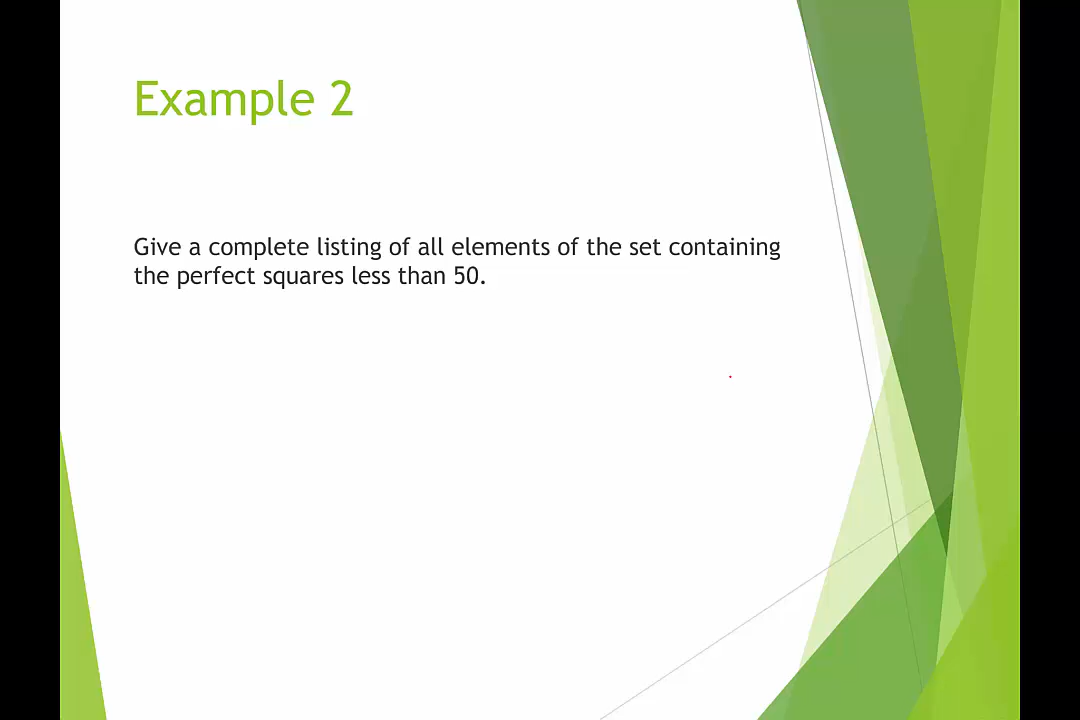 Example 2
Give a complete listing of all elements of the set containing
the perfect squares less than 50.